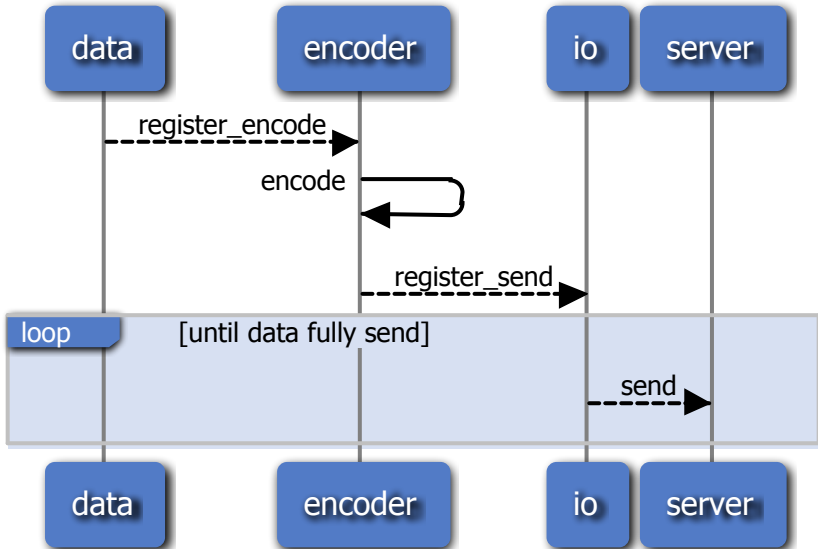 data encoder io server
register_encode
encode
register_send
loop [until data fully send]
send
data encoder io server